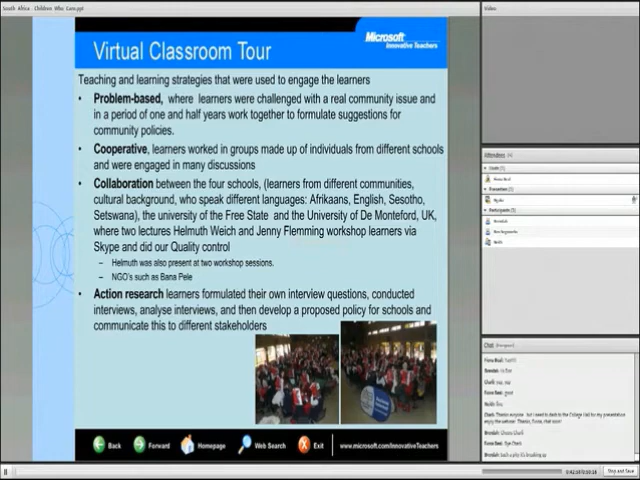 South Africa Children Who Care.ppt
Video
Microsoft
Innovative Teachers
Virtual Classroom Tour
Teaching and learning strategies that were used to engage the learners
• Problem-based, where learners were challenged with a real community issue and
in a period of one and half years work together to formulate suggestions for
community policies.
• Cooperative, learners worked in groups made up of individuals from different schools
and were engaged in many discussions
• Collaboration between the four schools, (learners from different communities,
cultural background, who speak different languages: Afrikaans, English, Sesotho,
Setswana), the university of the Free State and the University of De Monteford, UK,
where two lectures Helmuth Weich and Jenny Flemming workshop learners via
Skype and did our Quality control
– Helmuth was also present at two workshop sessions.
– NGO's such as Bana Pele
• Action research learners formulated their own interview questions, conducted
interviews, analyse interviews, and then develop a proposed policy for schools and
communicate this to different stakeholders
Back
Forward
Homepage
Web Search
Exit
www.microsoft.com/InnovativeTeachers
Attendees
Chat
enjoy the webinar
Stop and Save